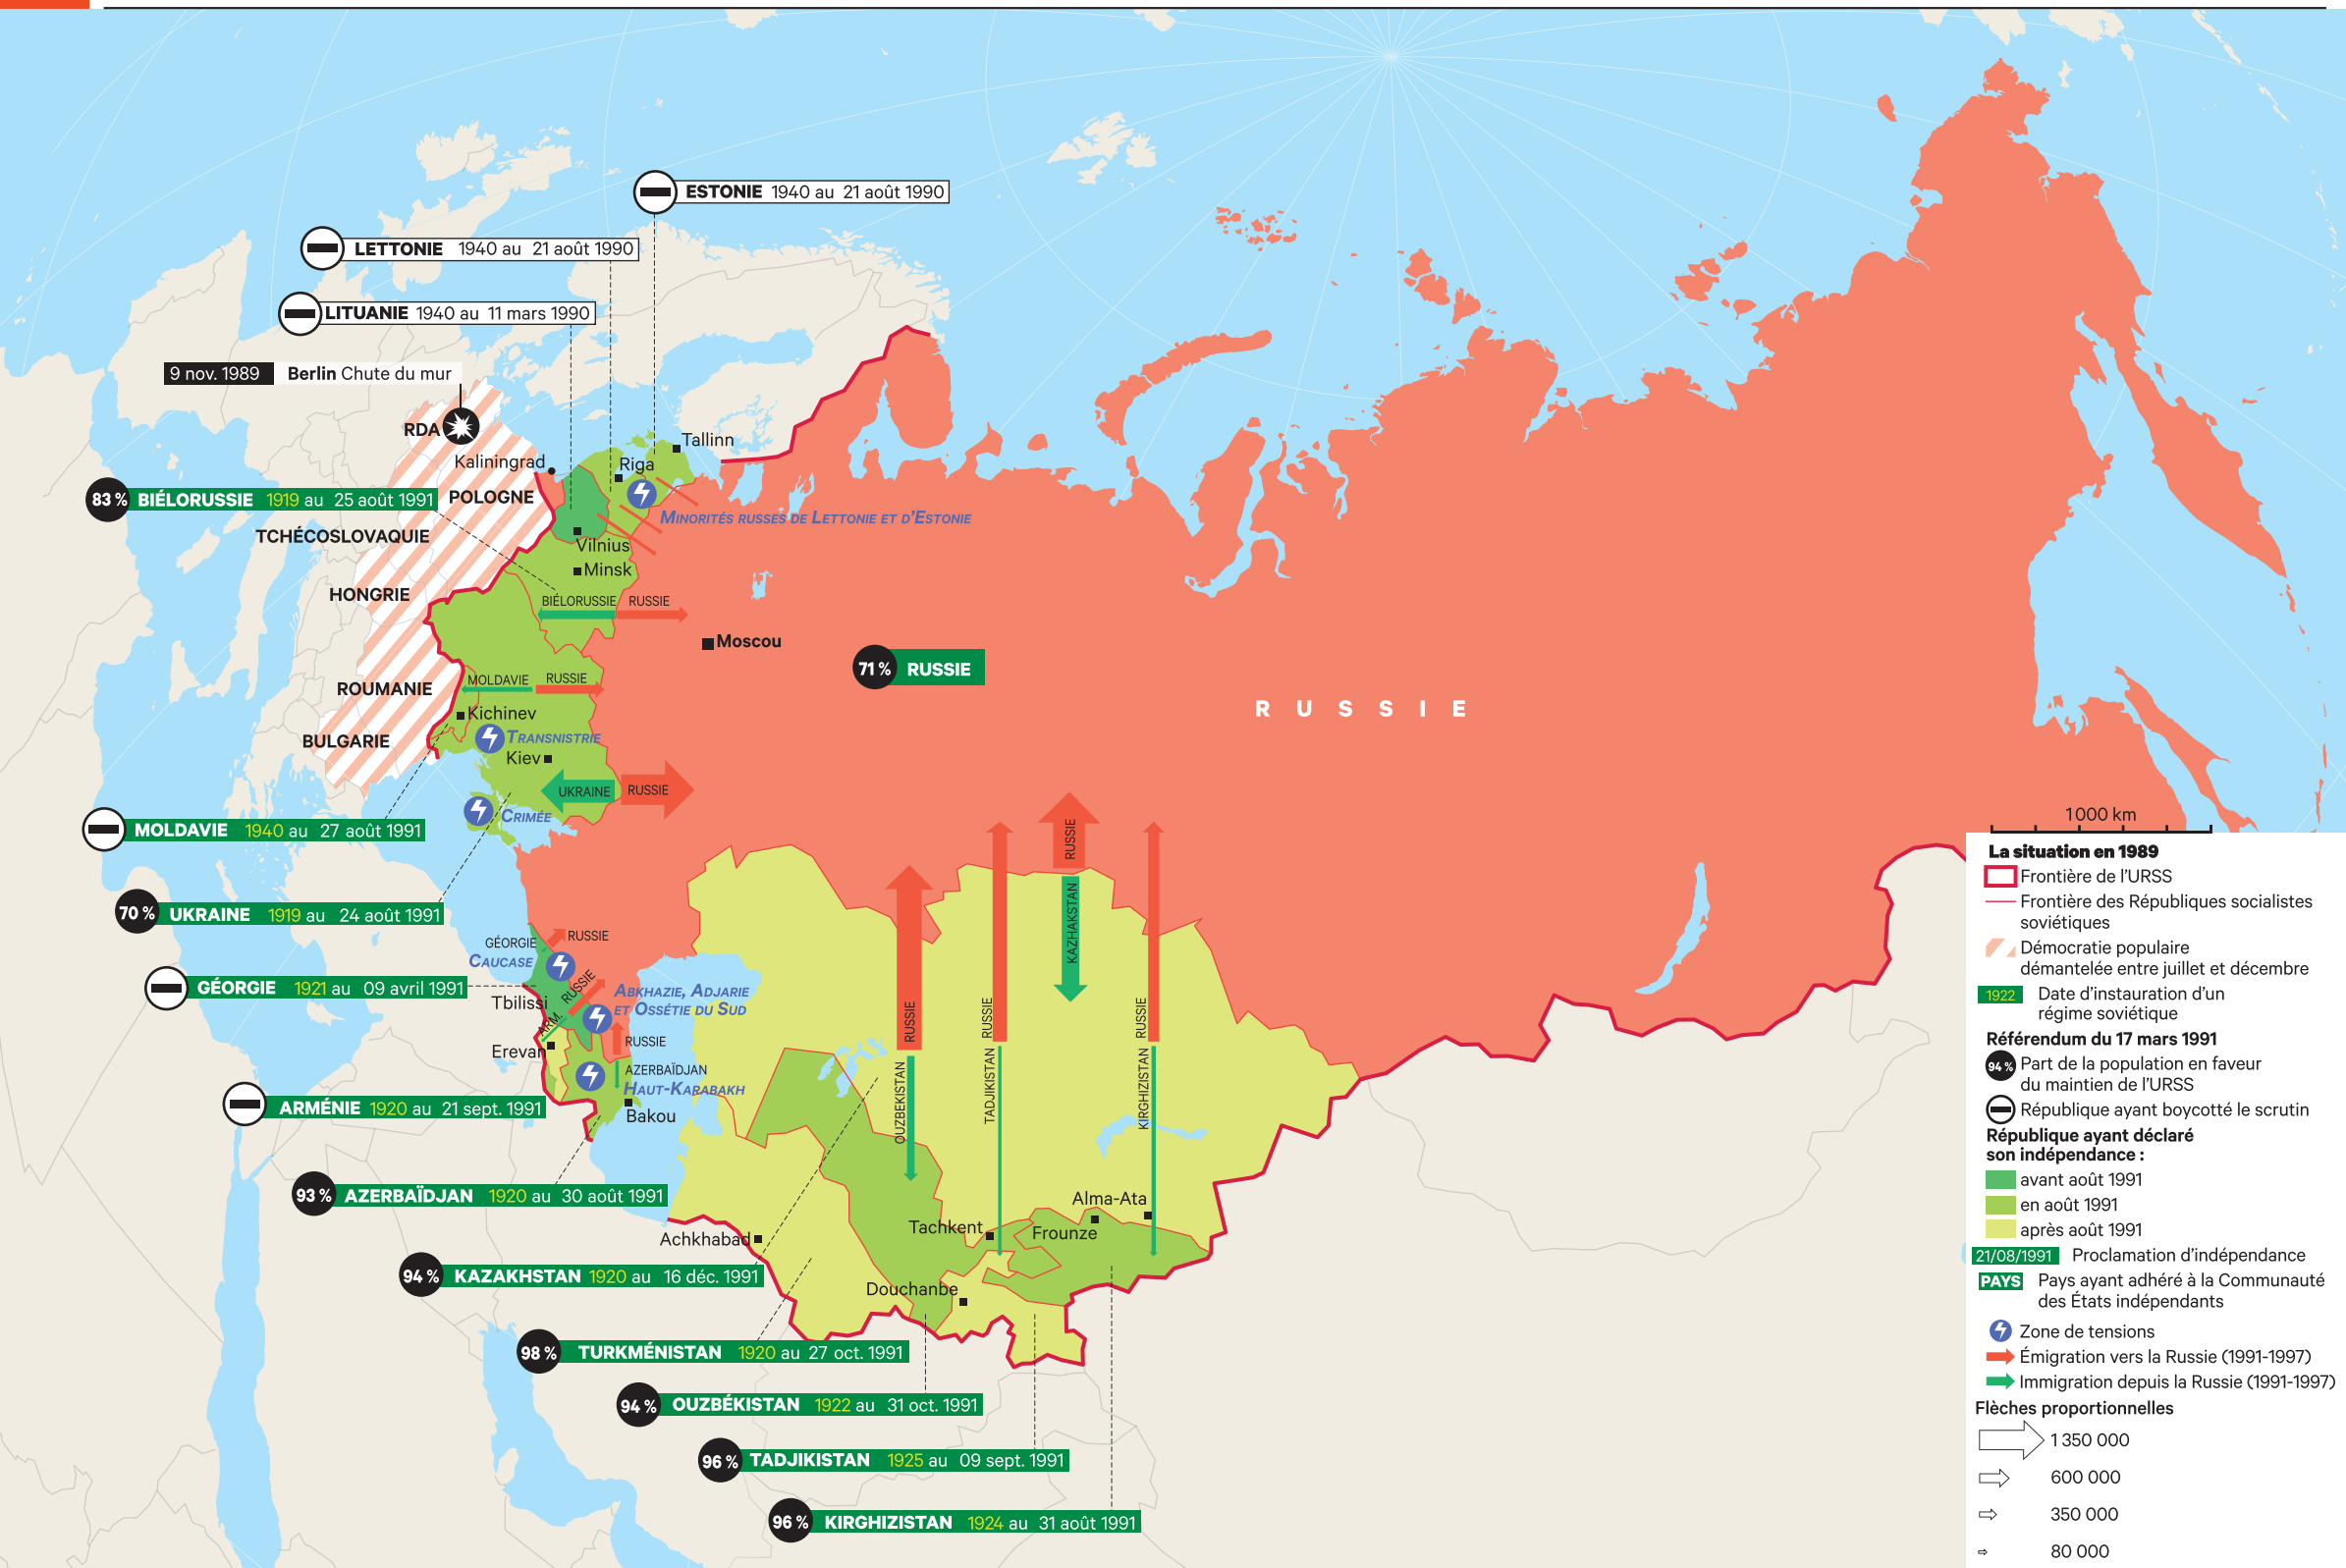 ESTONIE 1940 au 21 août 1990
LETTONIE 1940 au 21 août 1990
LITUANIE 1940 au 11 mars 1990
9 nov. 1989 Berlin Chute du mur
RDA
Tallinn
Kaliningrad
Riga
83 % BIÉLORUSSIE 1919 au 25 août 1991
POLOGNE
MINORITÉS RUSSES DE LETTONIE ET D'ESTONIE
TCHÉCOSLOVAQUIE
Vilnius
Minsk
HONGRIE
BIÉLORUSSIE RUSSIE
Moscou
71 % RUSSIE
RUSSIE
MOLDAVIE RUSSIE
ROUMANIE
Kichinev
BULGARIE
TRANSNISTRIE
Kiev
UKRAINE RUSSIE
CRIMÉE
MOLDAVIE 1940 au 27 août 1991
70 % UKRAINE 1919 au 24 août 1991
GÉORGIE RUSSIE
CAUCASE
GÉORGIE 1921 au 09 avril 1991
Tbilissi
RUSSIE
ARM.
ABKHAZIE, ADJARIE
ET OSSÉTIE DU SUD
Erevan
RUSSIE
AZERBAÏDJAN
HAUT-KARABAKH
Bakou
ARMÉNIE 1920 au 21 sept. 1991
RUSSIE
OUZBEKISTAN
RUSSIE
TADJIKISTAN
RUSSIE
KAZHAKSTAN
RUSSIE
KIRGHIZISTAN
93 % AZERBAÏDJAN 1920 au 30 août 1991
Alma-Ata
Tachkent
Frounze
Achkhabad
94 % KAZAKHSTAN 1920 au 16 déc. 1991
Douchanbe
98 % TURKMÉNISTAN 1920 au 27 oct. 1991
94 % OUZBÉKISTAN 1922 au 31 oct. 1991
96 % TADJIKISTAN 1925 au 09 sept. 1991
96 % KIRGHIZISTAN 1924 au 31 août 1991
1000 km
La situation en 1989
Frontière de l'URSS
Frontière des Républiques socialistes
soviétiques
Démocratie populaire
démantelée entre juillet et décembre
1922 Date d'instauration d'un
régime soviétique
Référendum du 17 mars 1991
94 % Part de la population en faveur
du maintien de l'URSS
République ayant boycotté le scrutin
République ayant déclaré
son indépendance :
avant août 1991
en août 1991
après août 1991
21/08/1991 Proclamation d'indépendance
PAYS Pays ayant adhéré à la Communauté
des États indépendants
Zone de tensions
Émigration vers la Russie (1991-1997)
Immigration depuis la Russie (1991-1997)
Flèches proportionnelles
1 350 000
600 000
350 000
80 000